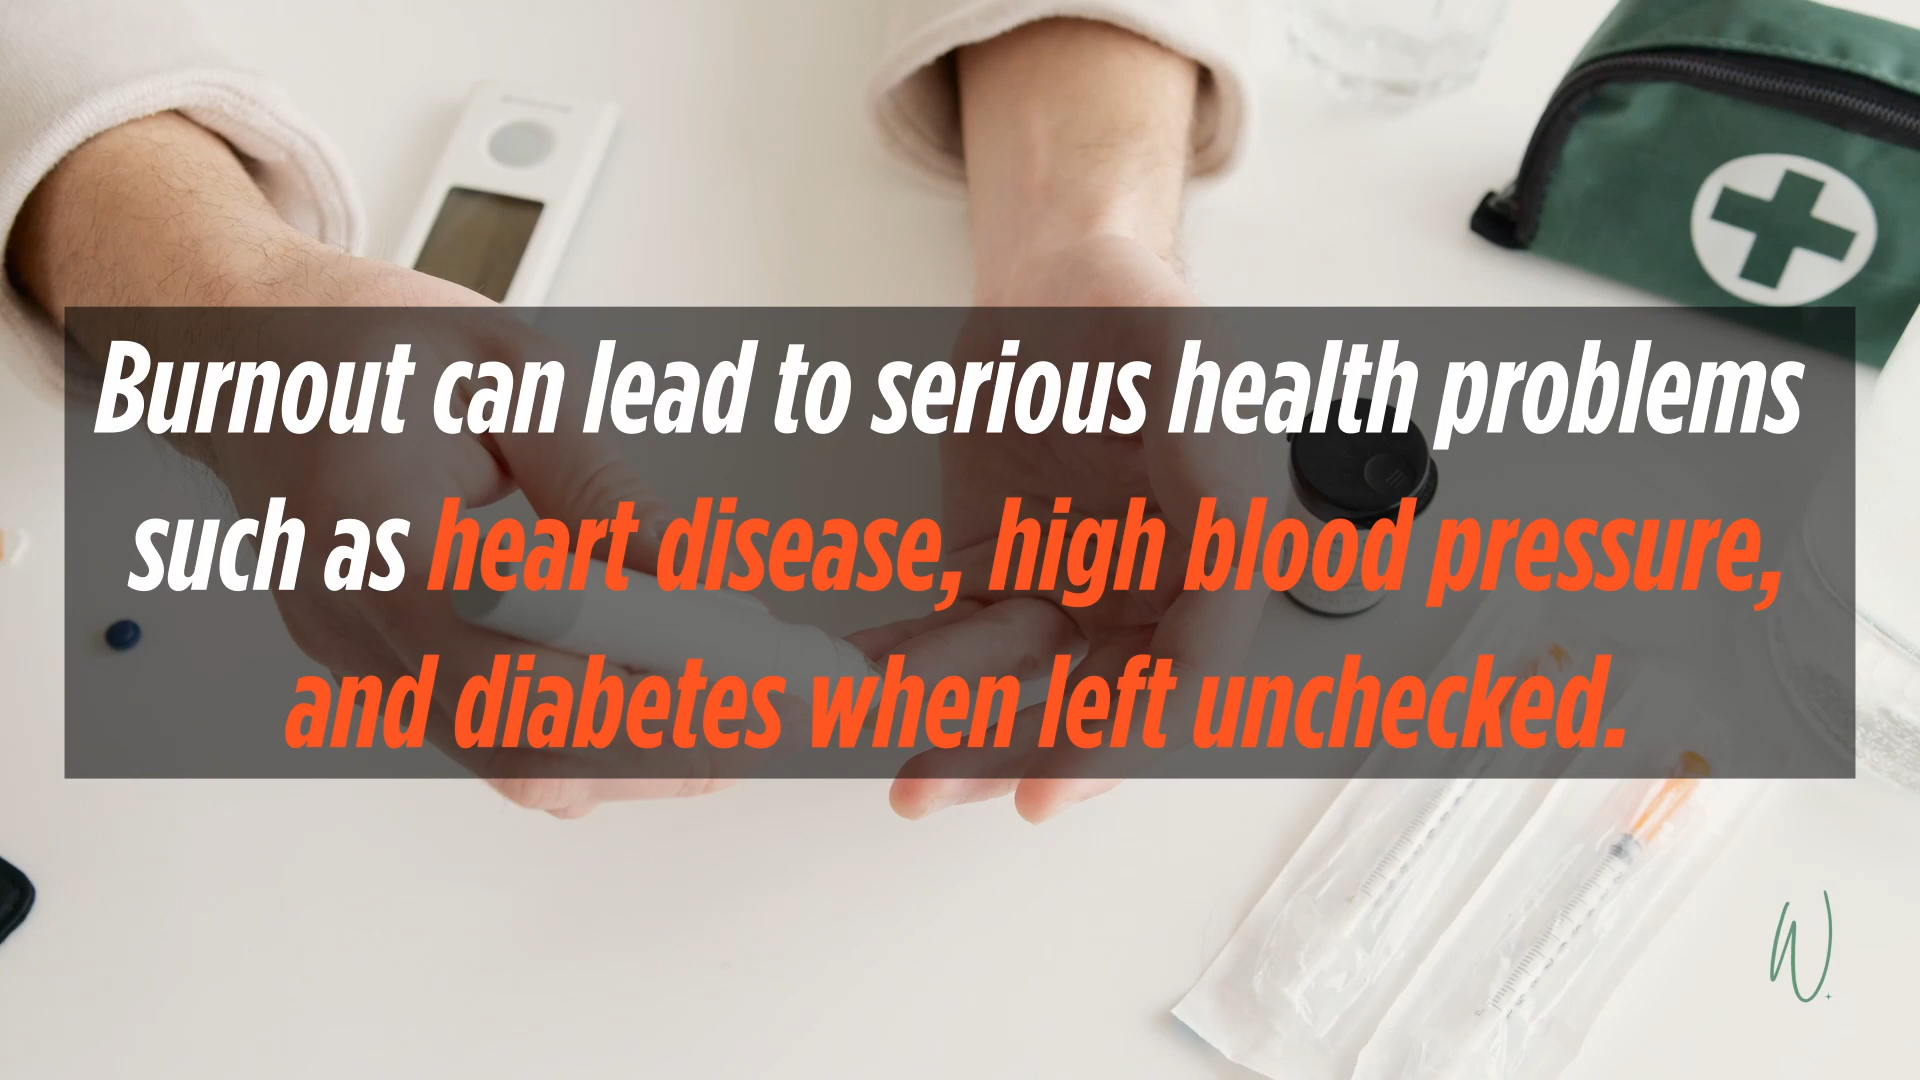 Burnout can lead to serious health problems
such as heart disease, high blood pressure,
and diabetes when left unchecked.
W.